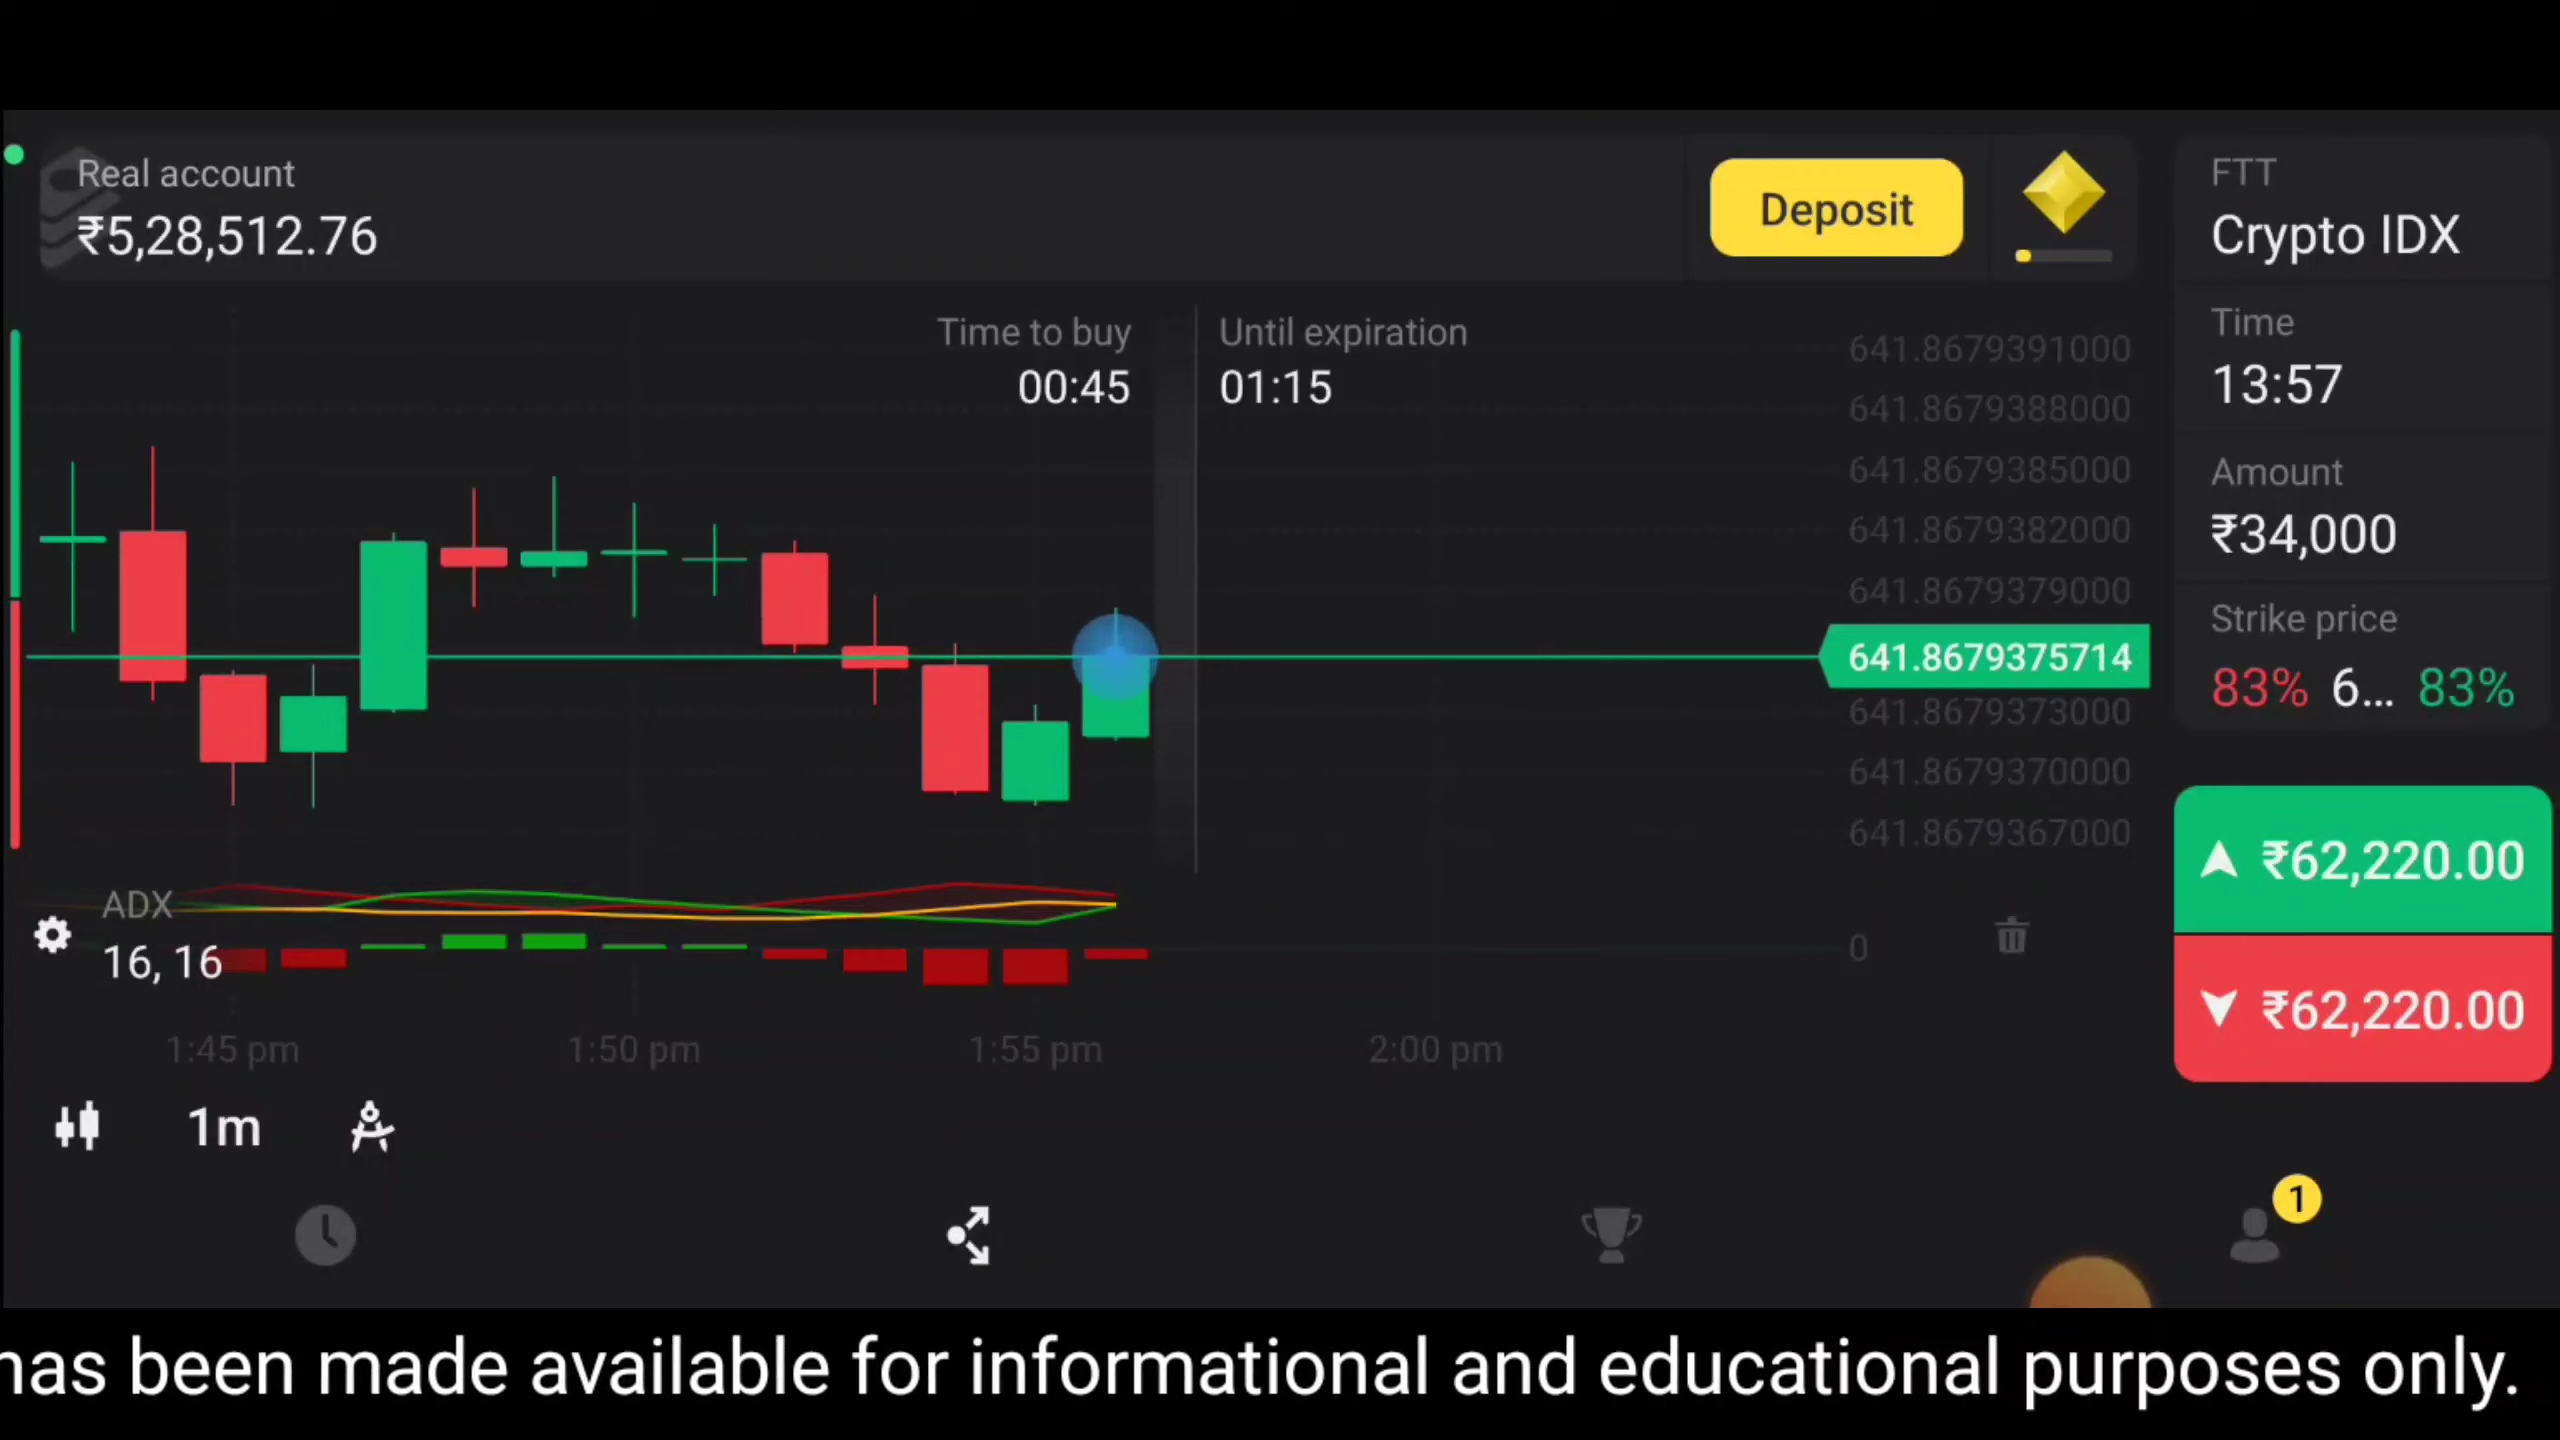 Real account
₹5,28,512.76
Deposit
FTT
Crypto IDX
Time to buy
00:45
Until expiration
01:15
641.8679391000
641.8679388000
641.8679385000
641.8679382000
641.8679379000
641.8679375714
641.8679373000
641.8679370000
641.8679367000
Time
13:57
Amount
₹34,000
Strike price
83% 6... 83%
₹62,220.00
₹62,220.00
ADX
16, 16
0
1:45 pm
1:50 pm
1:55 pm
2:00 pm
1m
1
has been made available for informational and educational purposes only.